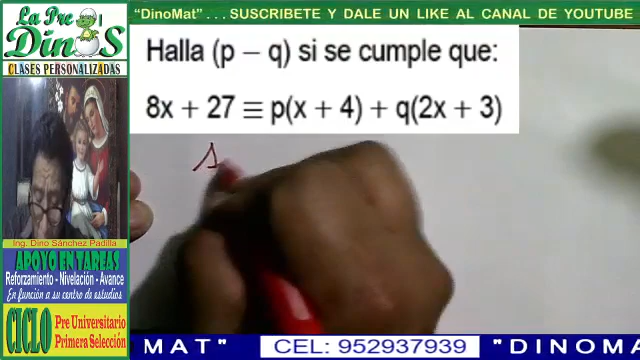 La Pre
DinoS
CLASES PERSONALIZADAS
"DinoMat" . . . SUSCRIBETE Y DALE UN LIKE AL CANAL DE YOUTUBE
Halla (p – q) si se cumple que:
8x + 27 ≡ p(x + 4) + q(2x + 3)
Ing. Dino Sánchez Padilla
APOYO EN TAREAS
Reforzamiento - Nivelación - Avance
En función a su centro de estudios
CICLO Pre Universitario
Primera Selección
MAT" CEL: 952937939 "DINOMA